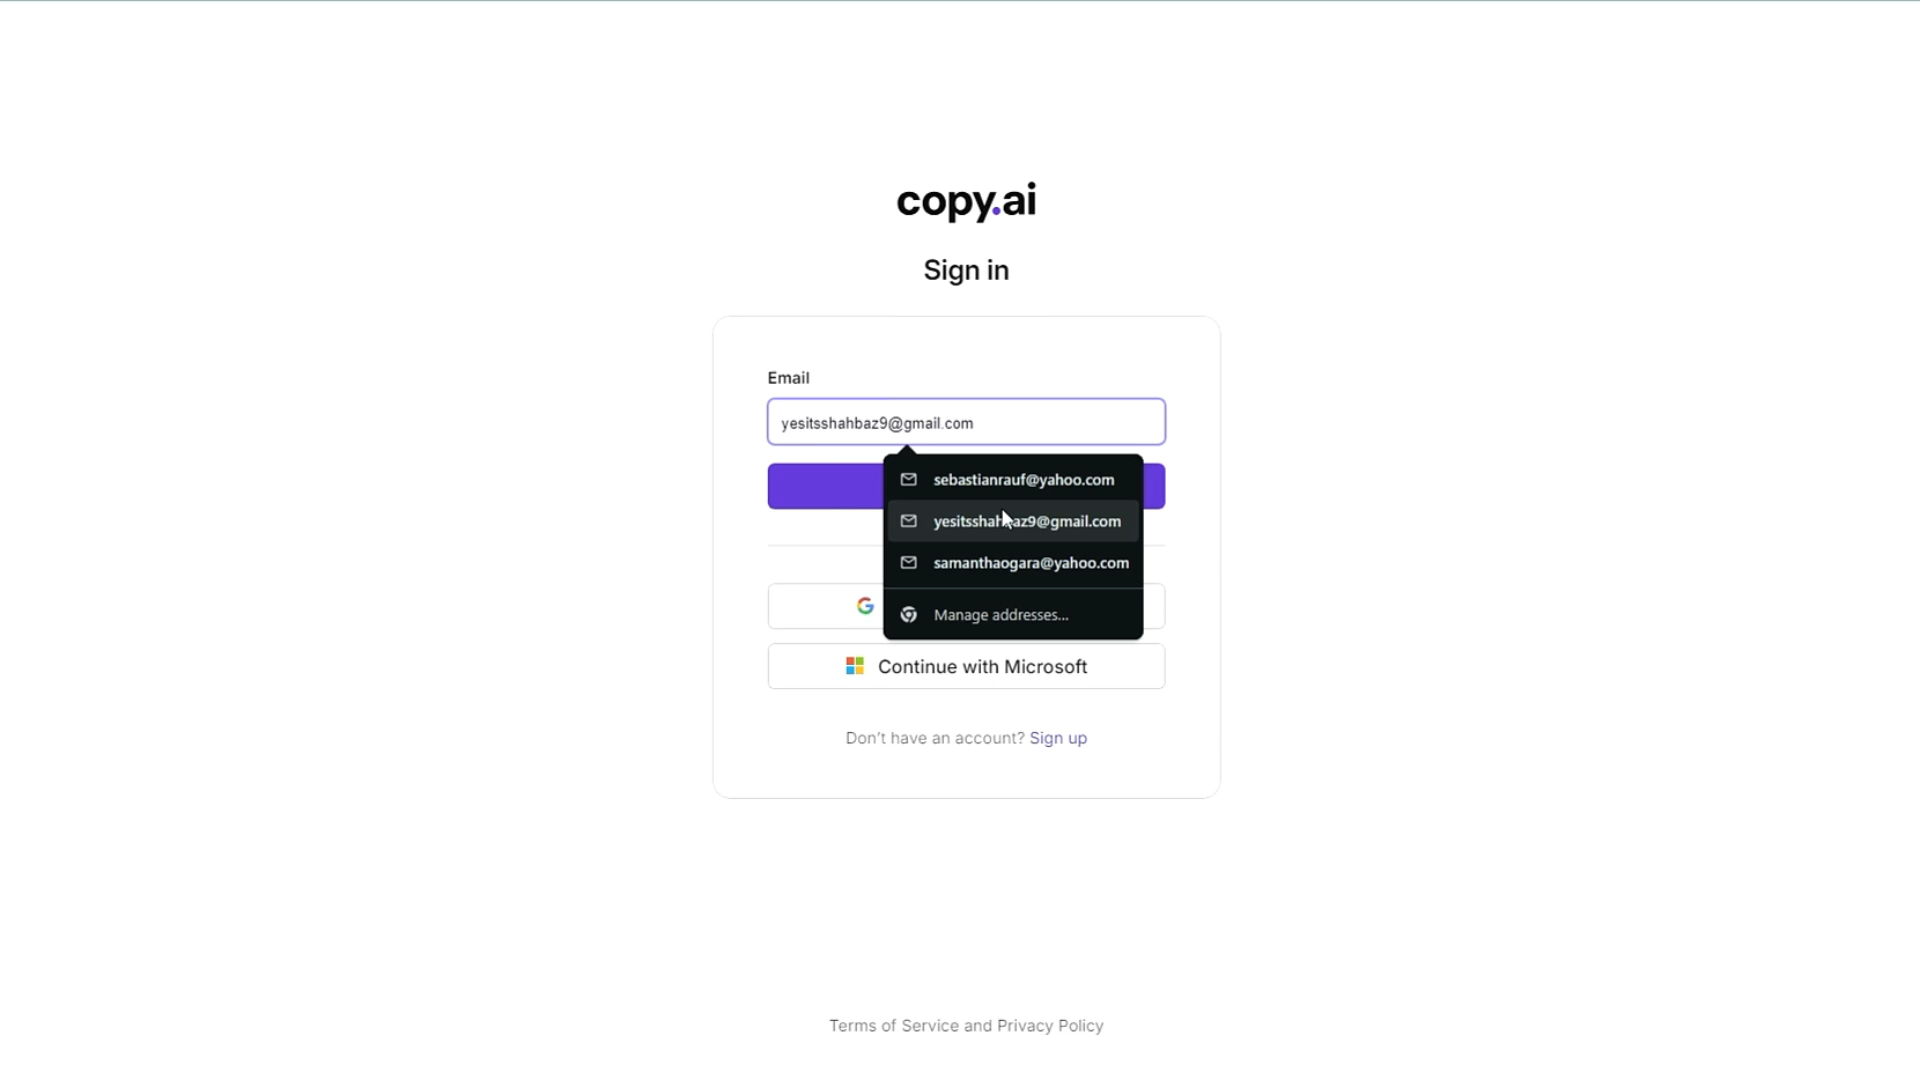 copy.ai
Sign in
Email
yesitsshahbaz9@gmail.com
sebastianrauf@yahoo.com
yesitsshahbaz9@gmail.com
samanthaogara@yahoo.com
Manage addresses...
Continue with Microsoft
Don't have an account? Sign up
Terms of Service and Privacy Policy